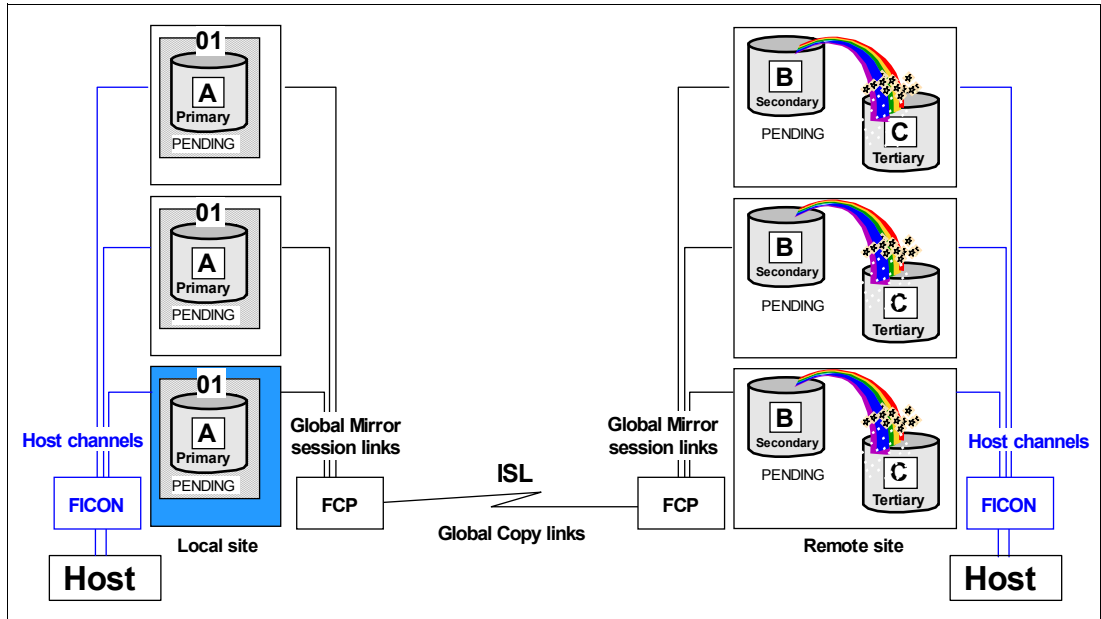 01
A
Primary
PENDING
01
A
Primary
PENDING
01
A
Primary
PENDING
Host channels
FICON
Host
Local site
Global Mirror
session links
FCP
ISL
Global Copy links
Global Mirror
session links
FCP
B
Secondary
PENDING
C
Tertiary
B
Secondary
PENDING
C
Tertiary
B
Secondary
PENDING
C
Tertiary
Remote site
Host channels
FICON
Host